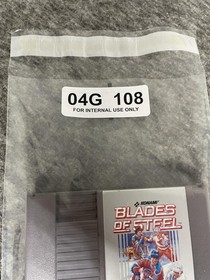 04G 108
FOR INTERNAL USE ONLY
KONAMI
BLADES
OF STEEL